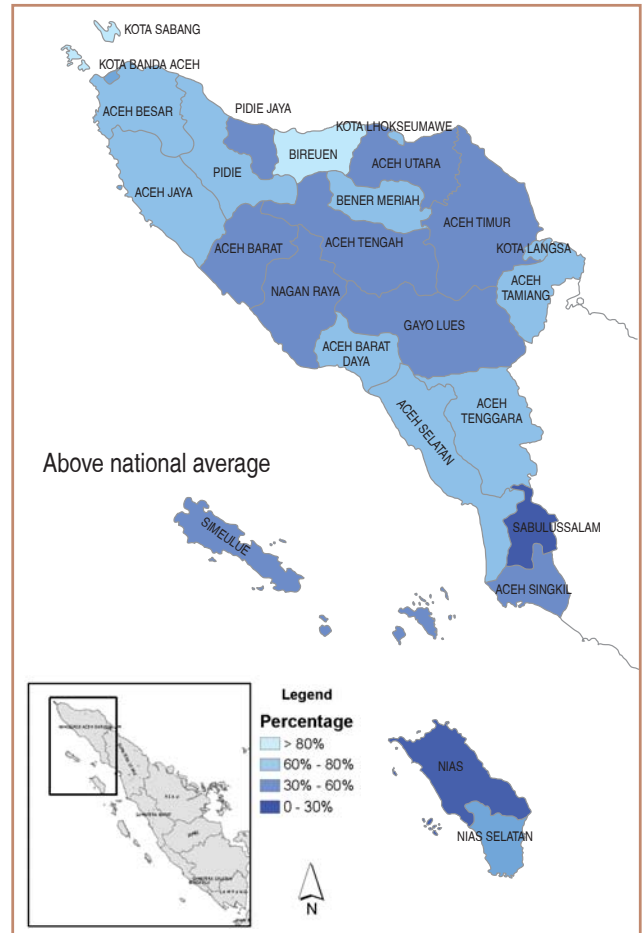 KOTA SABANG
KOTA BANDA ACEH
ACEH BESAR
PIDIE JAYA
KOTA LHOKSEUMAWE
BIREUEN
ACEH UTARA
PIDIE
ACEH JAYA
BENER MERIAH
ACEH TIMUR
ACEH BARAT
ACEH TENGAH
KOTA LANGSA
NAGAN RAYA
ACEH
TAMIANG
GAYO LUES
ACEH BARAT
DAYA
ACEH
TENGGARA
ACEH SELATAN
Above national average
SIMEULUE
SABULUSSALAM
ACEH SINGKIL
Legend
Percentage
> 80%
60% - 80%
30% - 60%
0 - 30%
NIAS
NIAS SELATAN
N